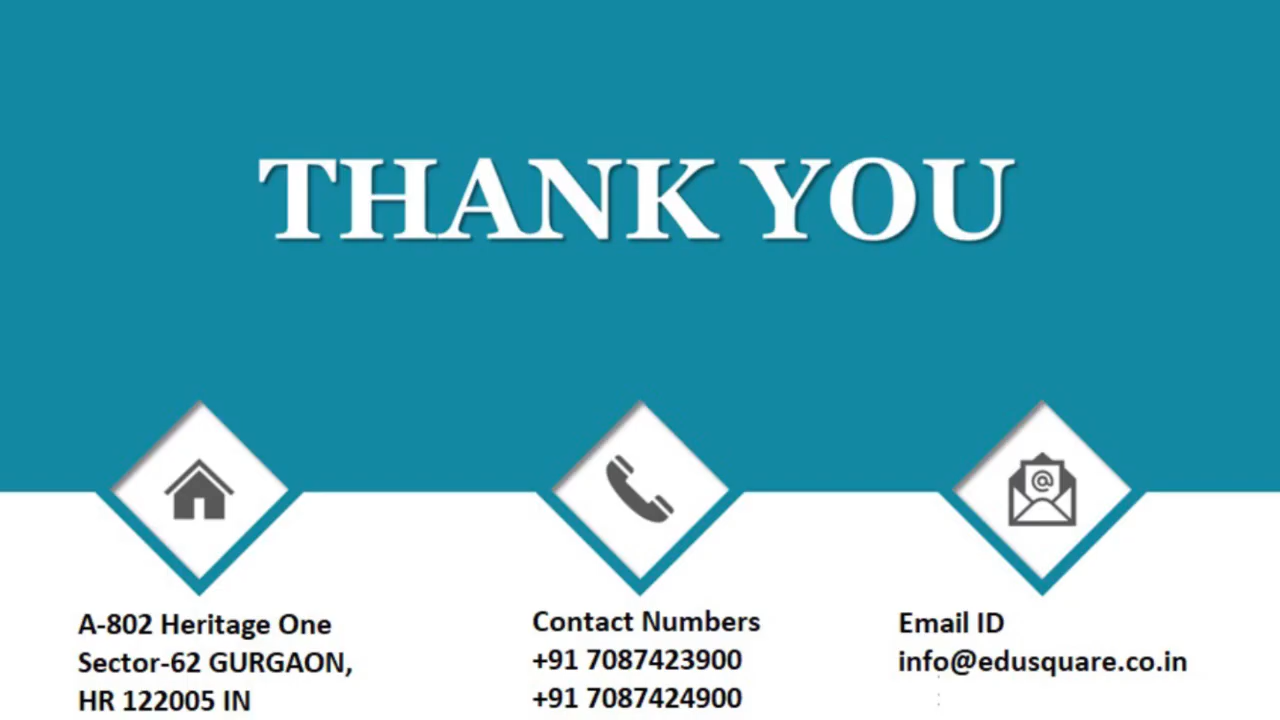 THANK YOU
A-802 Heritage One
Sector-62 GURGAON,
HR 122005 IN
Contact Numbers
+91 7087423900
+91 7087424900
@
Email ID
info@edusquare.co.in